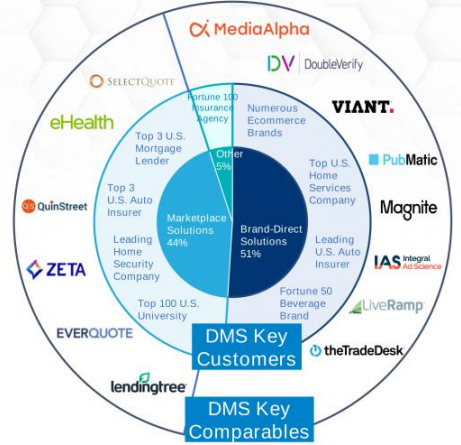 MediaAlpha
DV DoubleVerify
SELECTQUOTE
Fortune 100
Insurance
Agency
Numerous
Ecommerce
Brands
VIANT.
eHealth
Top 3 U.S.
Mortgage
Lender
Other
5%
PubMatic
Top U.S.
Home
Services
Company
Top 3
U.S. Auto
Insurer
QuinStreet
Magnite
Marketplace
Solutions
44%
Brand-Direct
Solutions
51%
Leading
Home
Security
Company
Leading
U.S. Auto
Insurer
ZETA
IAS Integral
Ad Science
Top 100 U.S.
University
Fortune 50
Beverage
Brand
LiveRamp
EVERQUOTE
DMS Key
Customers
theTradeDesk
lendingtree
DMS Key
Comparables